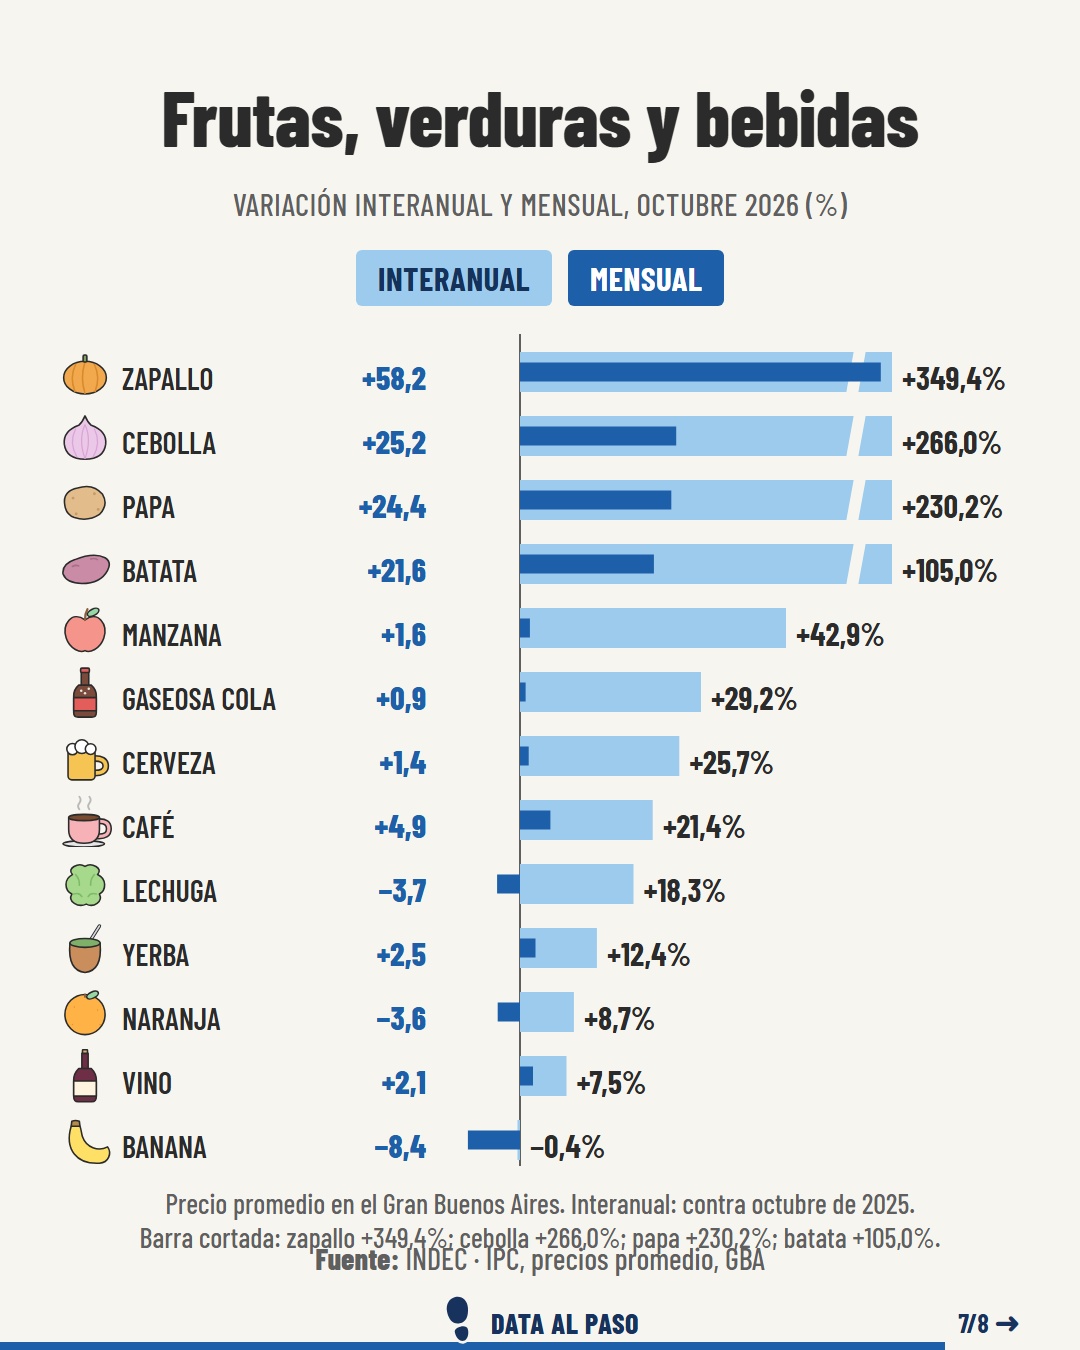 Frutas, verduras y bebidas
VARIACIÓN INTERANUAL Y MENSUAL, OCTUBRE 2026 (%)
INTERANUAL MENSUAL
ZAPALLO +58,2 +349,4%
CEBOLLA +25,2 +266,0%
PAPA +24,4 +230,2%
BATATA +21,6 +105,0%
MANZANA +1,6 +42,9%
GASEOSA COLA +0,9 +29,2%
CERVEZA +1,4 +25,7%
CAFÉ +4,9 +21,4%
LECHUGA −3,7 +18,3%
YERBA +2,5 +12,4%
NARANJA −3,6 +8,7%
VINO +2,1 +7,5%
BANANA −8,4 −0,4%
Precio promedio en el Gran Buenos Aires. Interanual: contra octubre de 2025.
Barra cortada: zapallo +349,4%; cebolla +266,0%; papa +230,2%; batata +105,0%.
Fuente: INDEC · IPC, precios promedio, GBA
DATA AL PASO
7/8 →